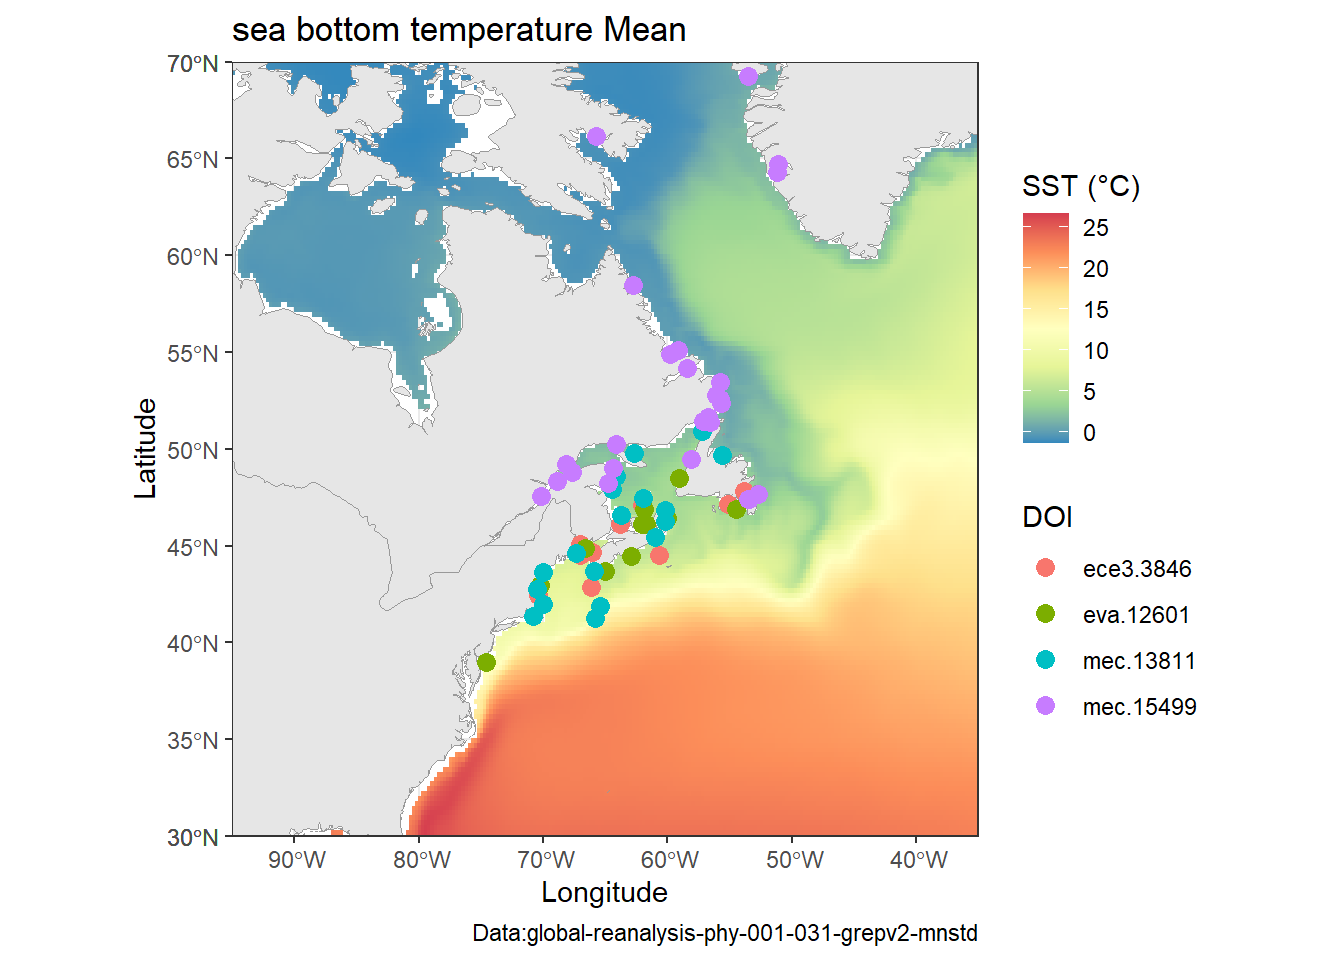 sea bottom temperature Mean
70°N
65°N
60°N
55°N
50°N
45°N
40°N
35°N
30°N
Latitude
90°W
80°W
70°W
60°W
50°W
40°W
Longitude
Data:global-reanalysis-phy-001-031-grepv2-mnstd
SST (°C)
25
20
15
10
5
0
DOI
ece3.3846
eva.12601
mec.13811
mec.15499